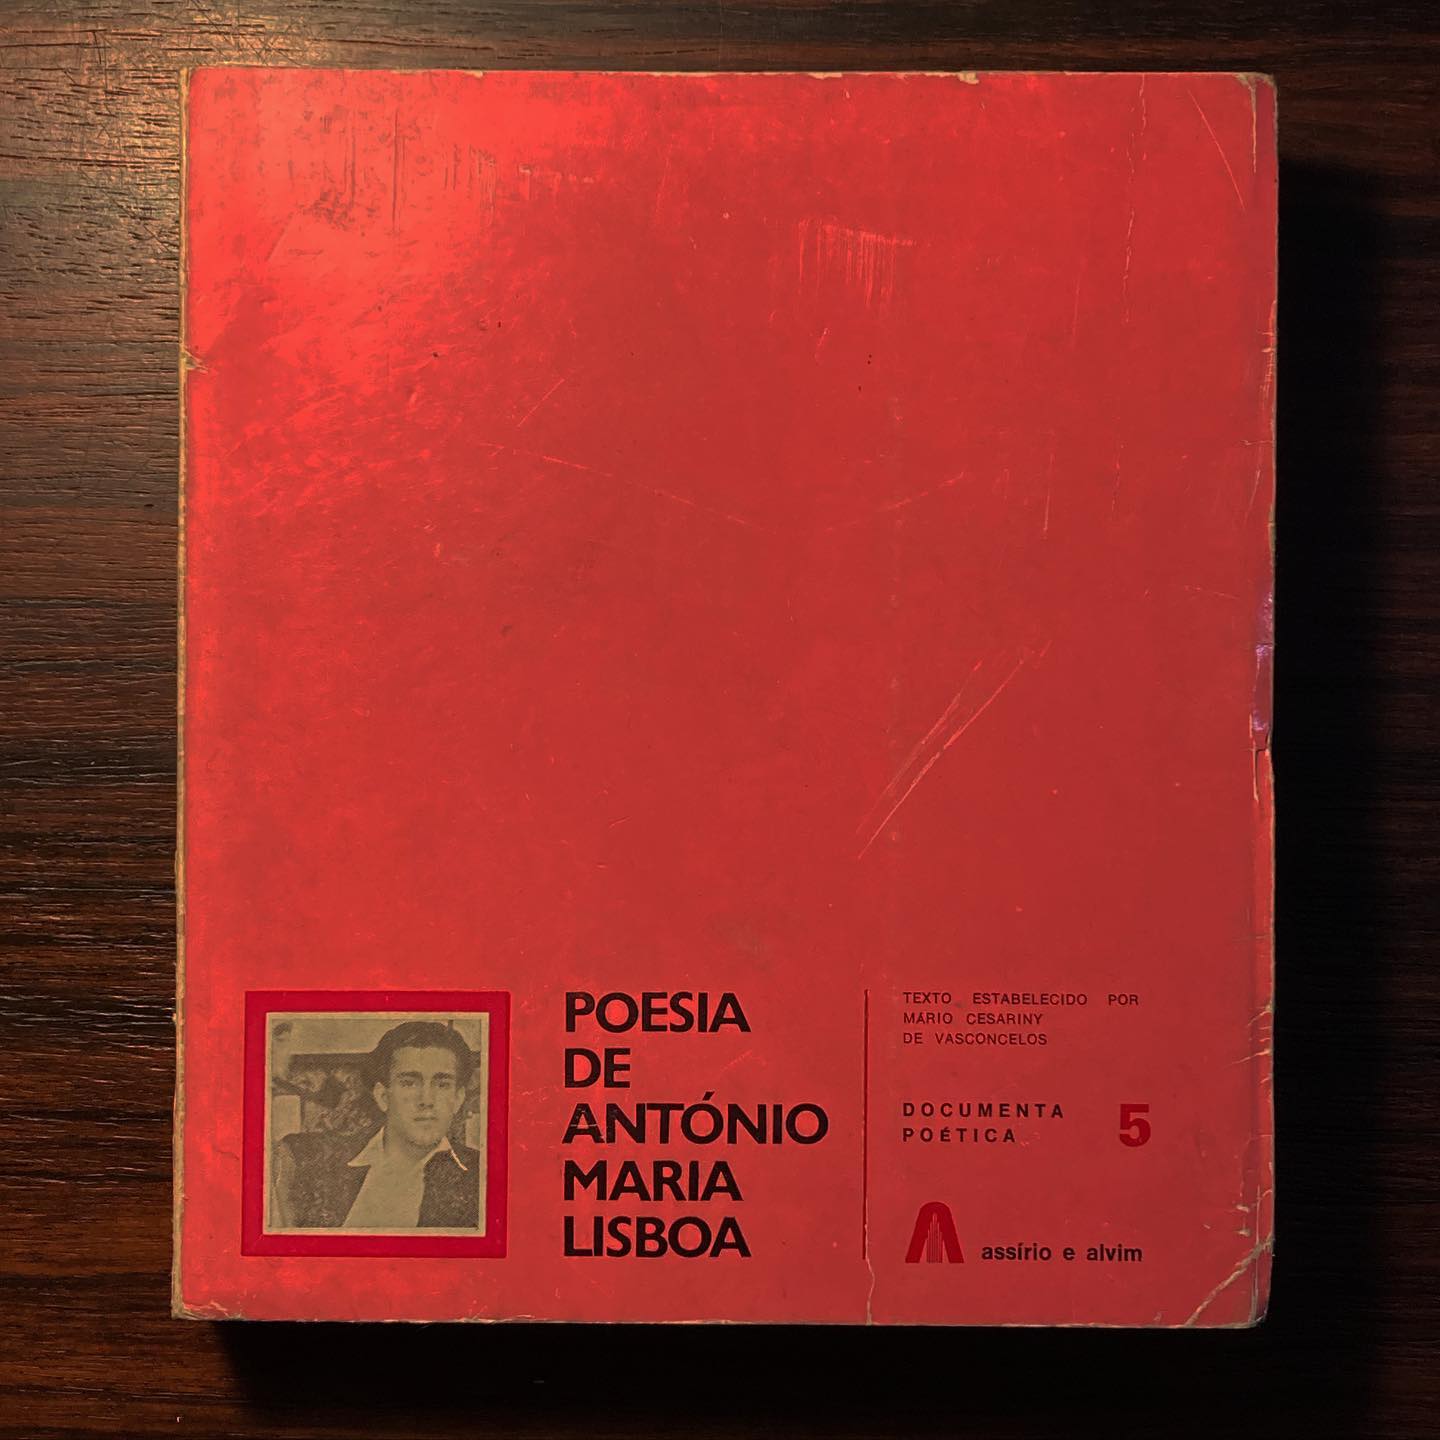 POESIA
DE
ANTÓNIO
MARIA
LISBOA
TEXTO ESTABELECIDO POR
MÁRIO CESARINY
DE VASCONCELOS
DOCUMENTA
POÉTICA 5
assírio e alvim